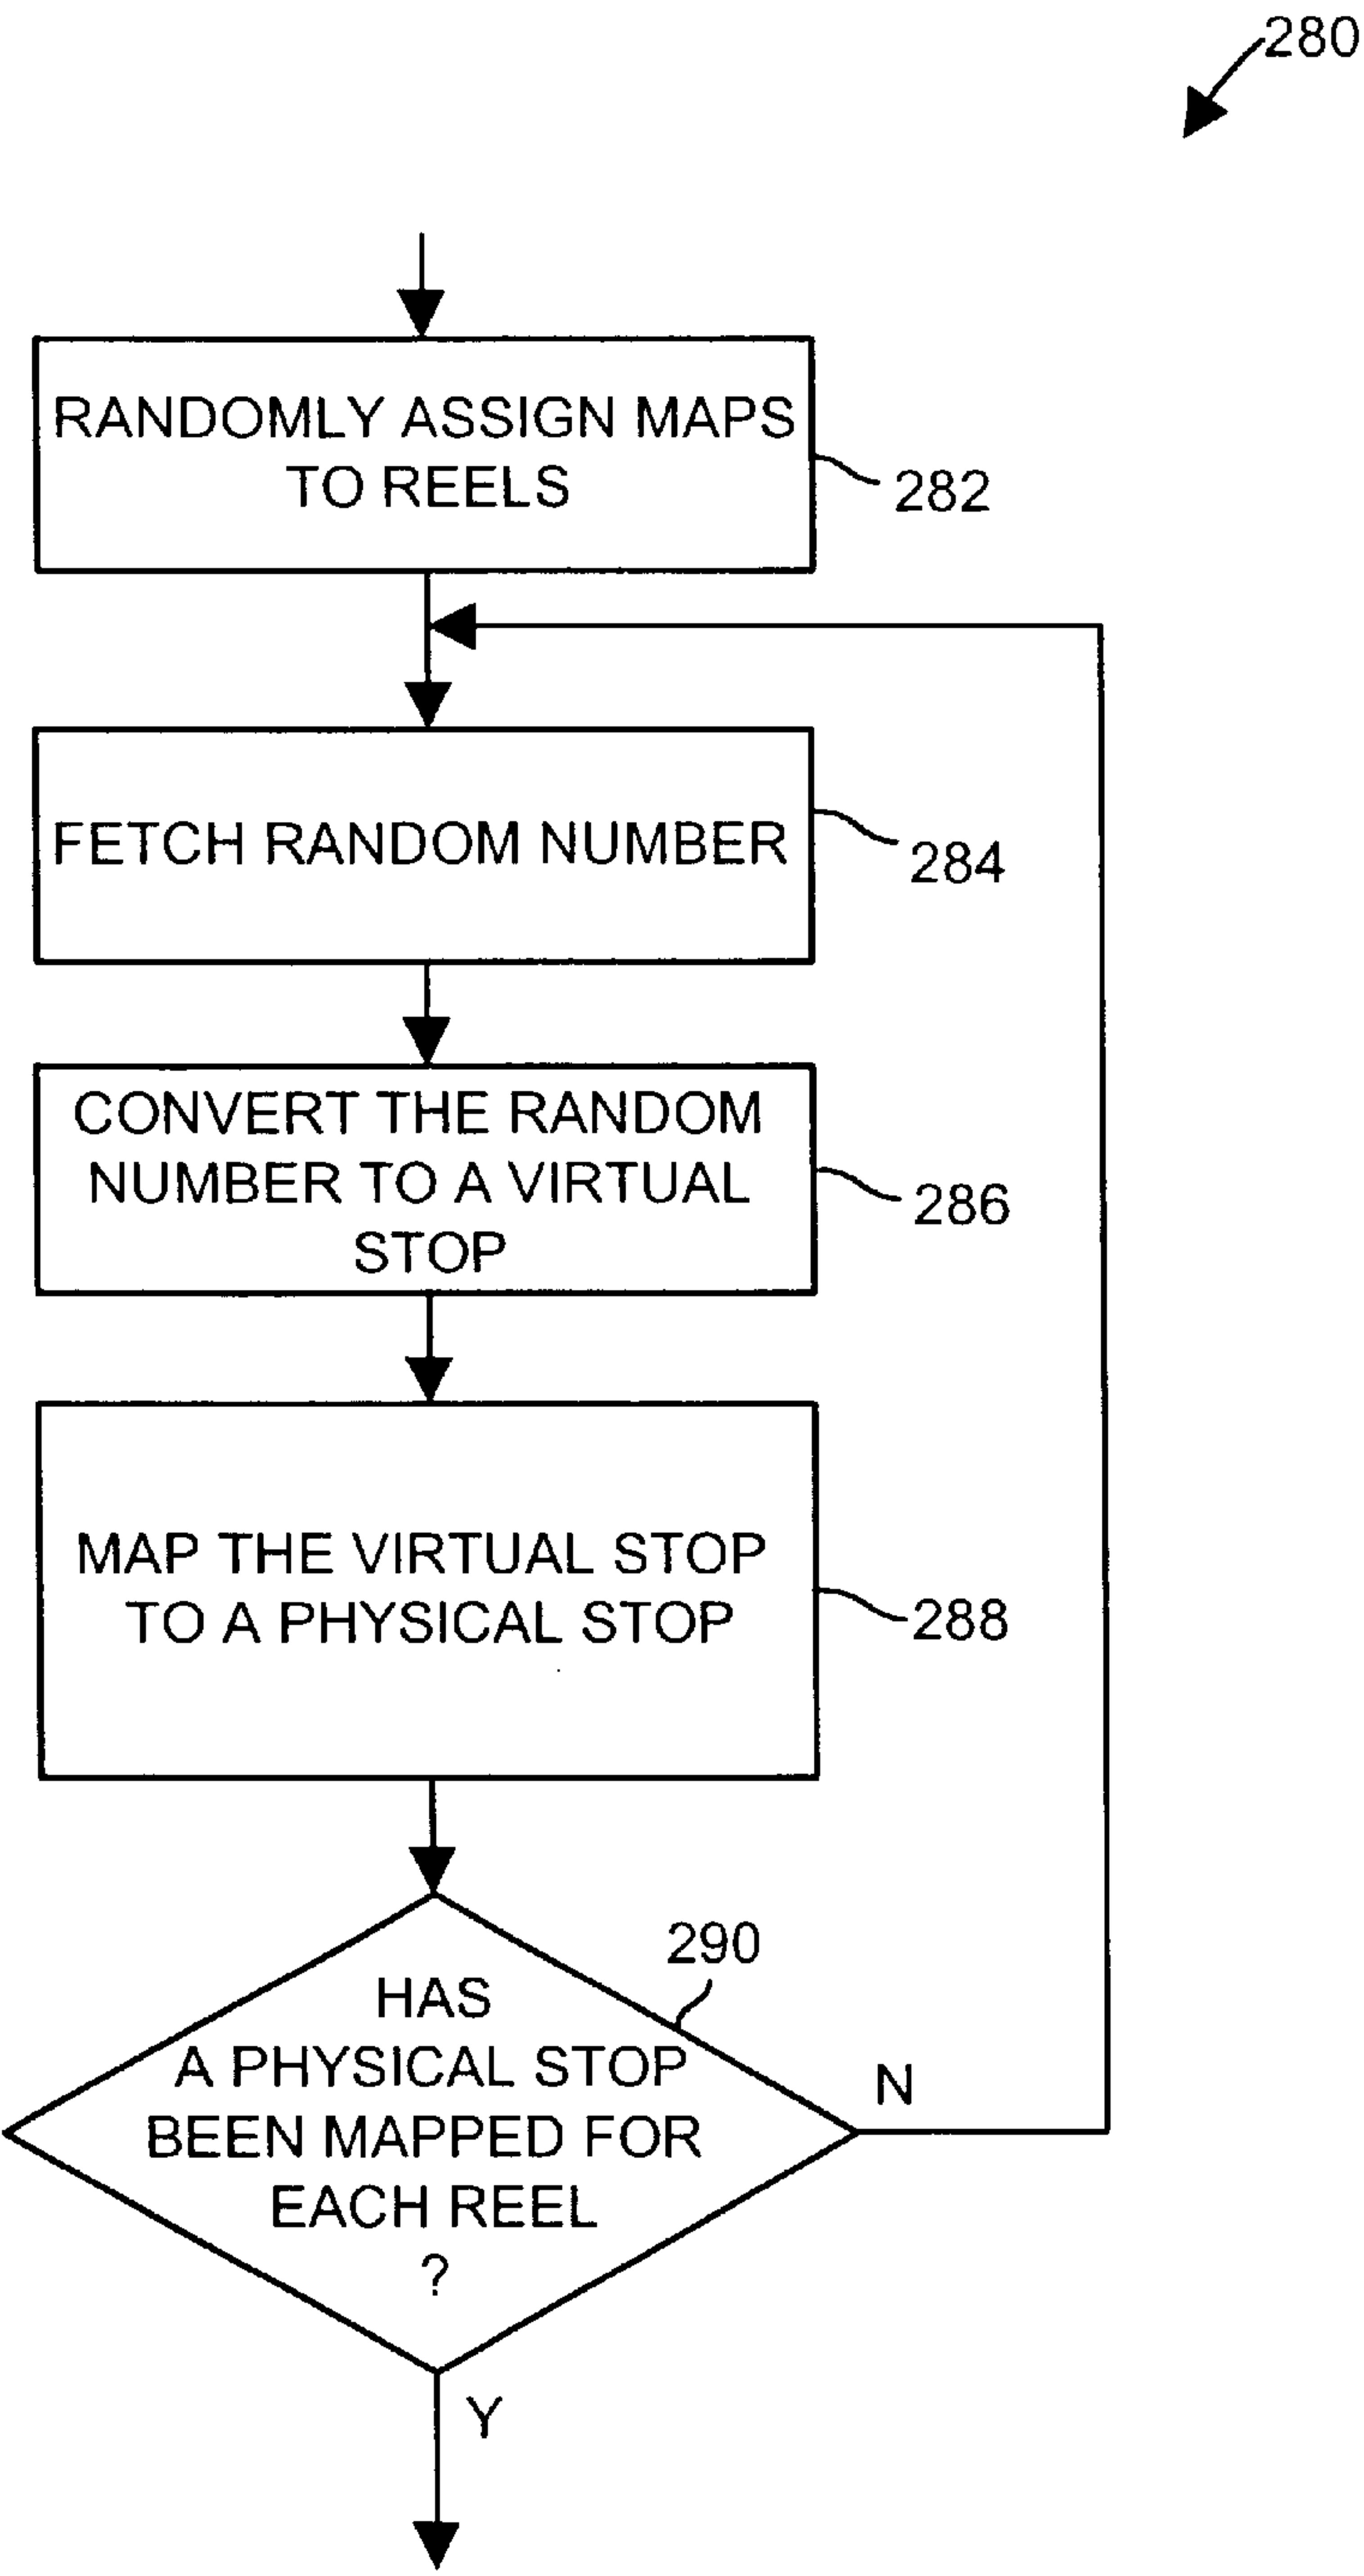 280
RANDOMLY ASSIGN MAPS
TO REELS
282
FETCH RANDOM NUMBER
284
CONVERT THE RANDOM
NUMBER TO A VIRTUAL
STOP
286
MAP THE VIRTUAL STOP
TO A PHYSICAL STOP
288
290
HAS
A PHYSICAL STOP
BEEN MAPPED FOR
EACH REEL
?
N
Y